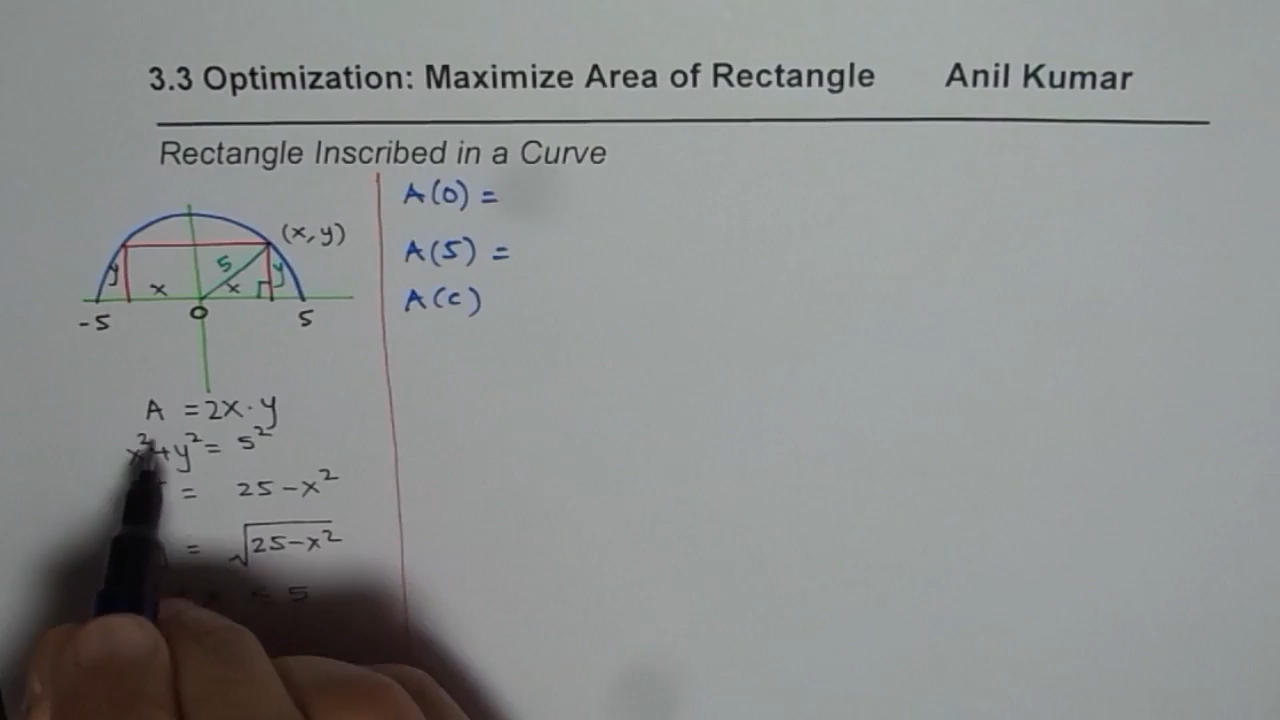 3.3 Optimization: Maximize Area of Rectangle Anil Kumar
Rectangle Inscribed in a Curve
(x, y)
y x 5 x y
-5 0 5
A = 2x·y
x²+y² = 5²
= 25-x²
= √25-x²
5
A(0) =
A(5) =
A(c)